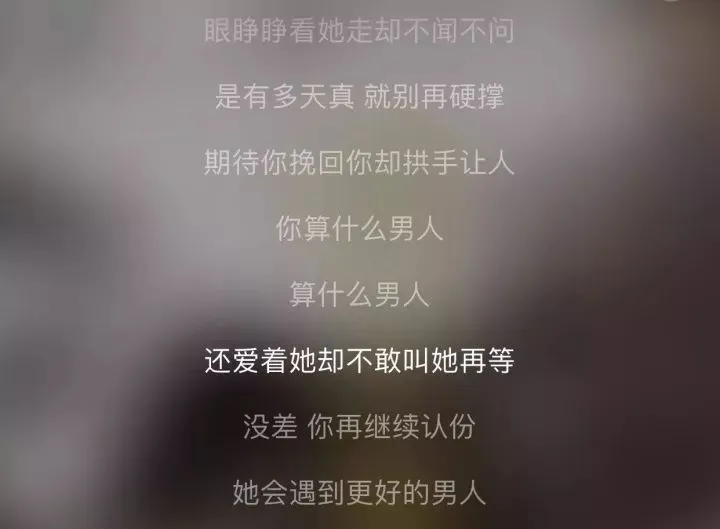 眼睁睁看她走却不闻不问
是有多天真 就别再硬撑
期待你挽回你却拱手让人
你算什么男人
算什么男人
还爱着她却不敢叫她再等
没差 你再继续认份
她会遇到更好的男人